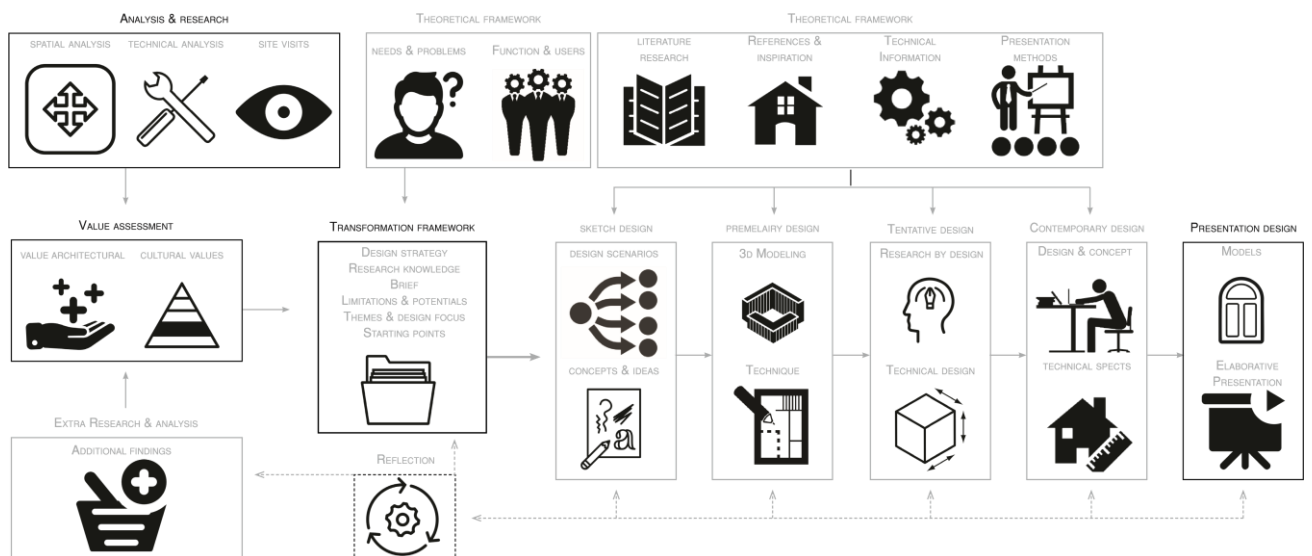 Analysis & research
Theoretical framework
Theoretical framework
spatial analysis
technical analysis
site visits
needs & problems
Function & users
literature
research
References &
inspiration
Technical
Information
Presentation
methods
Value assessment
value architectural
cultural values
Transformation framework
Design strategy
Research knowledge
Brief
Limitations & potentials
Themes & design focus
Starting points
sketch design
design scenarios
concepts & ideas
premelairy design
3d Modeling
Technique
Tentative design
Research by design
Technical design
Contemporary design
Design & concept
technical spects
Presentation design
Models
Elaborative
Presentation
Extra Research & analysis
Additional findings
Reflection